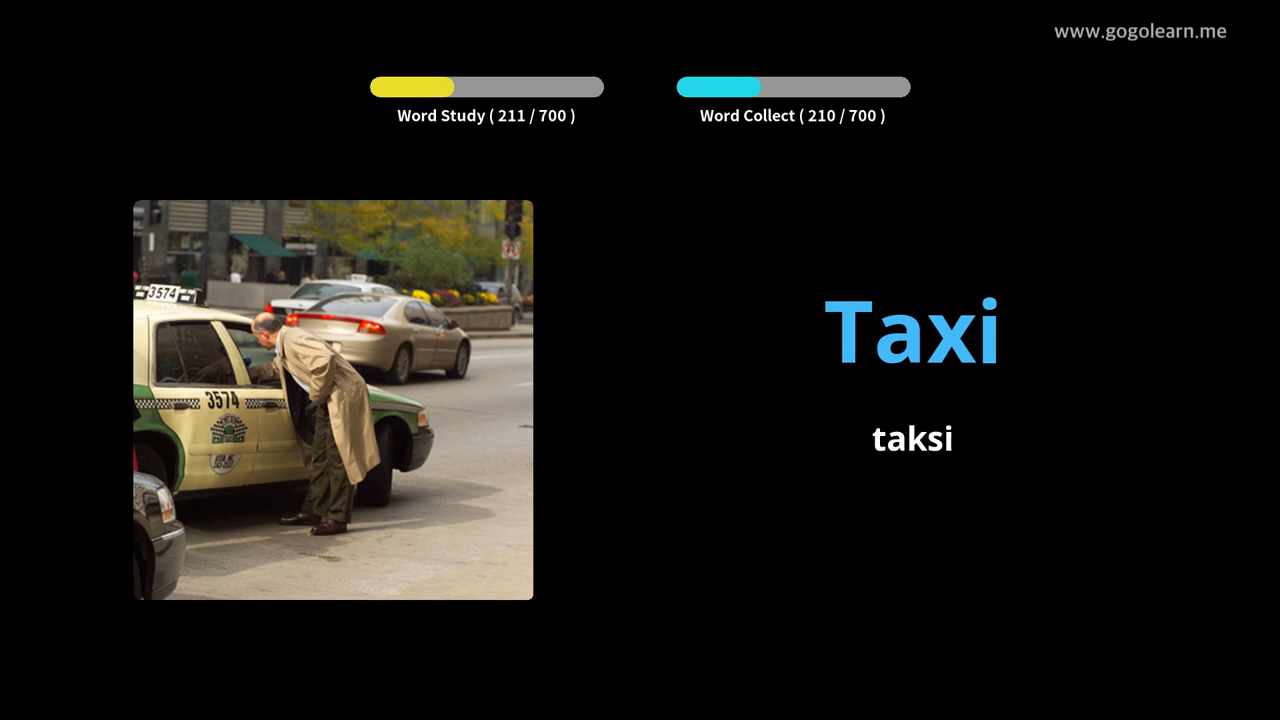 www.gogolearn.me
Word Study ( 211 / 700 )
Word Collect ( 210 / 700 )
3574
3574
Taxi
taksi